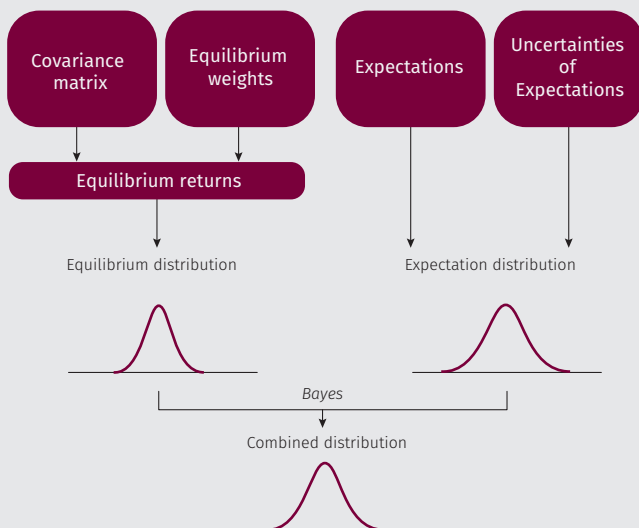 Covariance
matrix
Equilibrium
weights
Expectations
Uncertainties
of
Expectations
Equilibrium returns
Equilibrium distribution
Expectation distribution
Bayes
Combined distribution